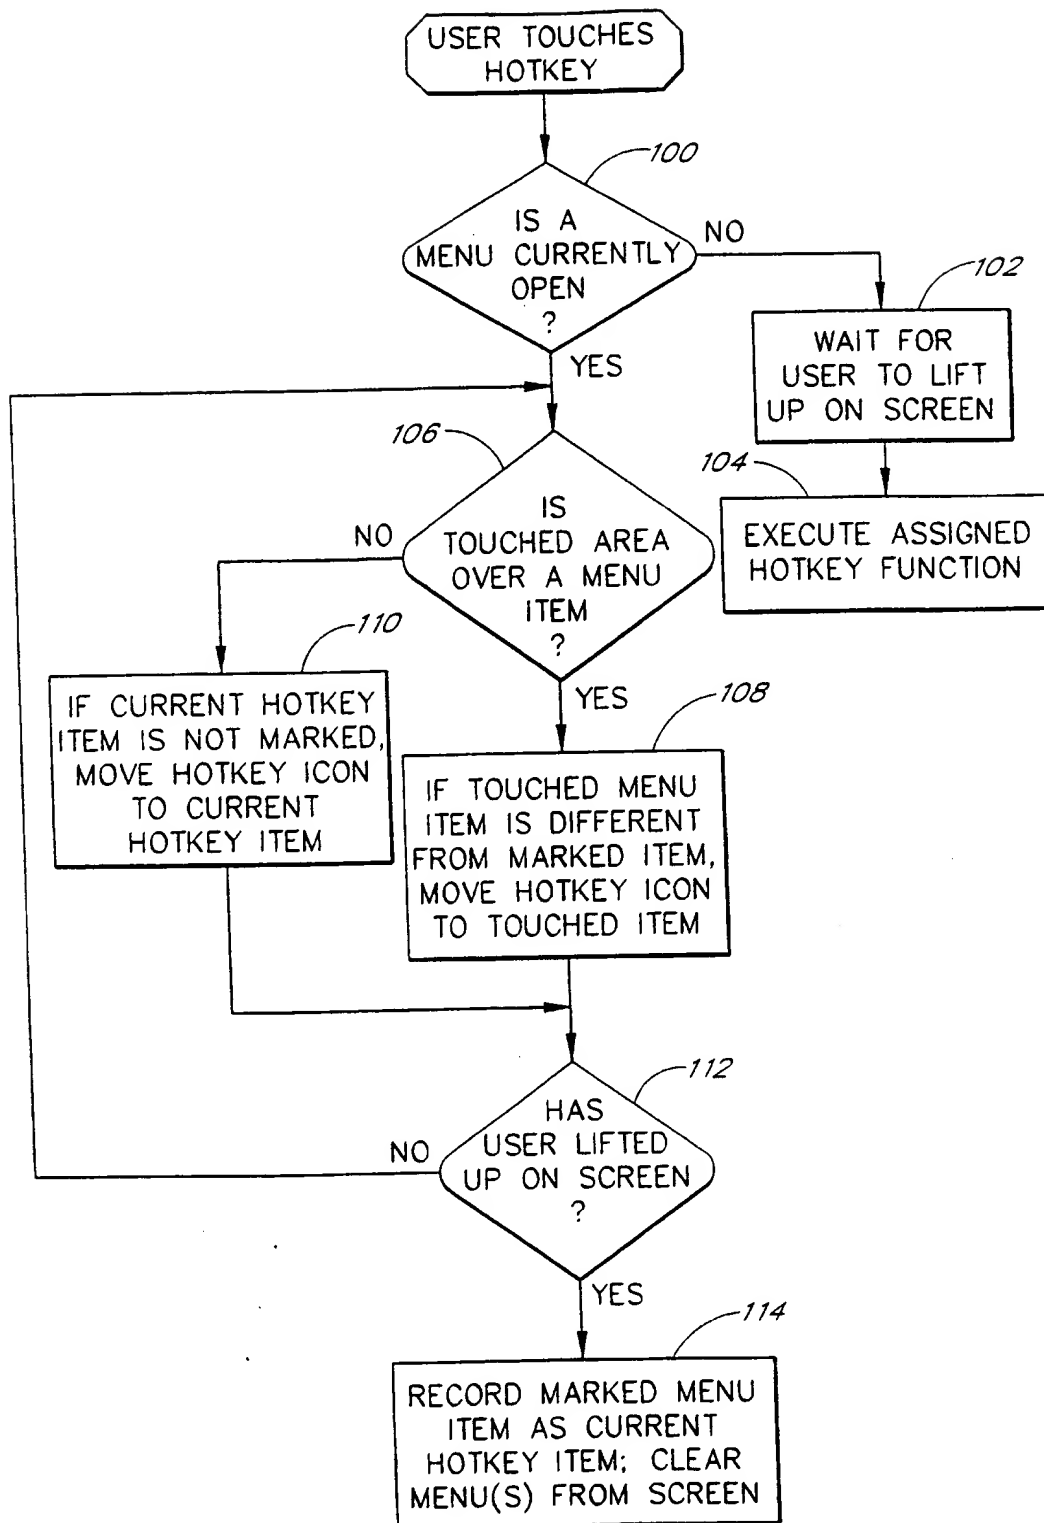 USER TOUCHES
HOTKEY
100
IS A
MENU CURRENTLY
OPEN
?
NO
YES
102
WAIT FOR
USER TO LIFT
UP ON SCREEN
104
EXECUTE ASSIGNED
HOTKEY FUNCTION
106
IS
TOUCHED AREA
OVER A MENU
ITEM
?
NO
YES
110
IF CURRENT HOTKEY
ITEM IS NOT MARKED,
MOVE HOTKEY ICON
TO CURRENT
HOTKEY ITEM
108
IF TOUCHED MENU
ITEM IS DIFFERENT
FROM MARKED ITEM,
MOVE HOTKEY ICON
TO TOUCHED ITEM
112
HAS
USER LIFTED
UP ON SCREEN
?
NO
YES
114
RECORD MARKED MENU
ITEM AS CURRENT
HOTKEY ITEM; CLEAR
MENU(S) FROM SCREEN